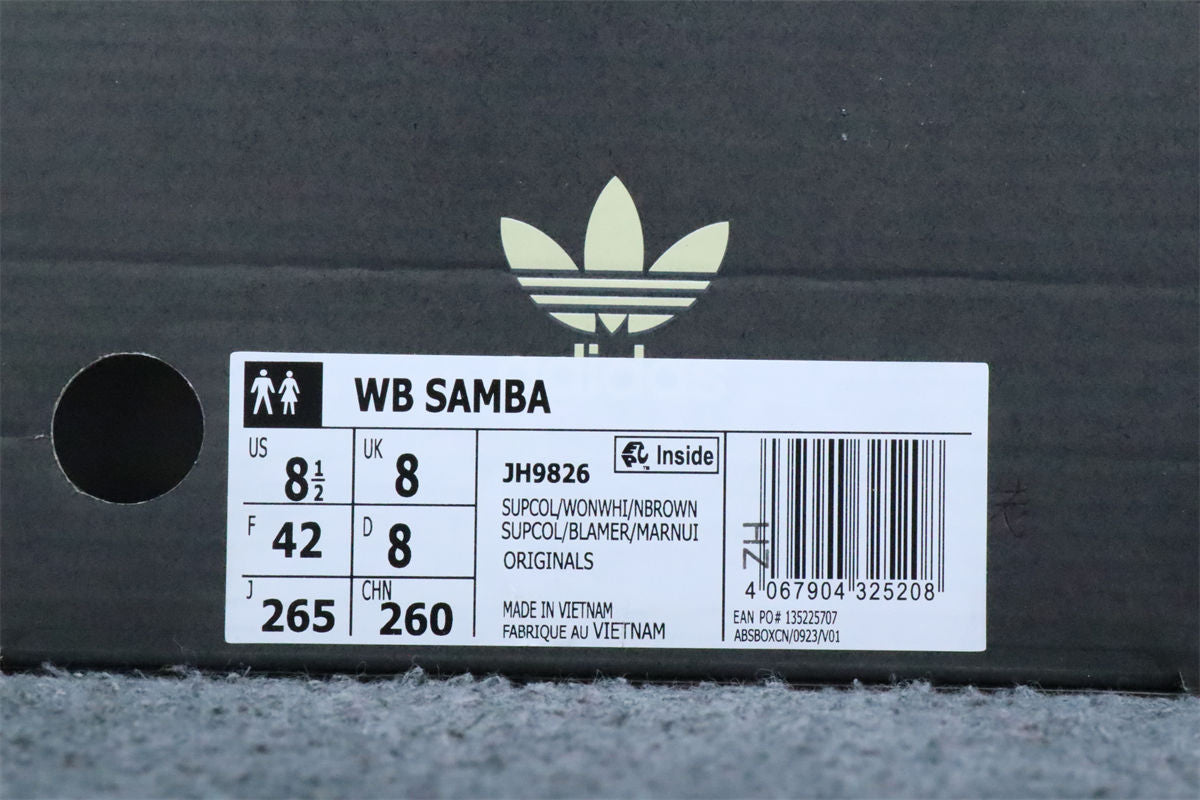 adidas
WB SAMBA
US 8½
UK 8
F 42
D 8
J 265
CHN 260
Inside
JH9826
SUPCOL/WONWHI/NBROWN
SUPCOL/BLAMER/MARNUI
ORIGINALS
MADE IN VIETNAM
FABRIQUE AU VIETNAM
ZH
4 067904 325208
EAN PO# 135225707
ABSBOXCN/0923/V01